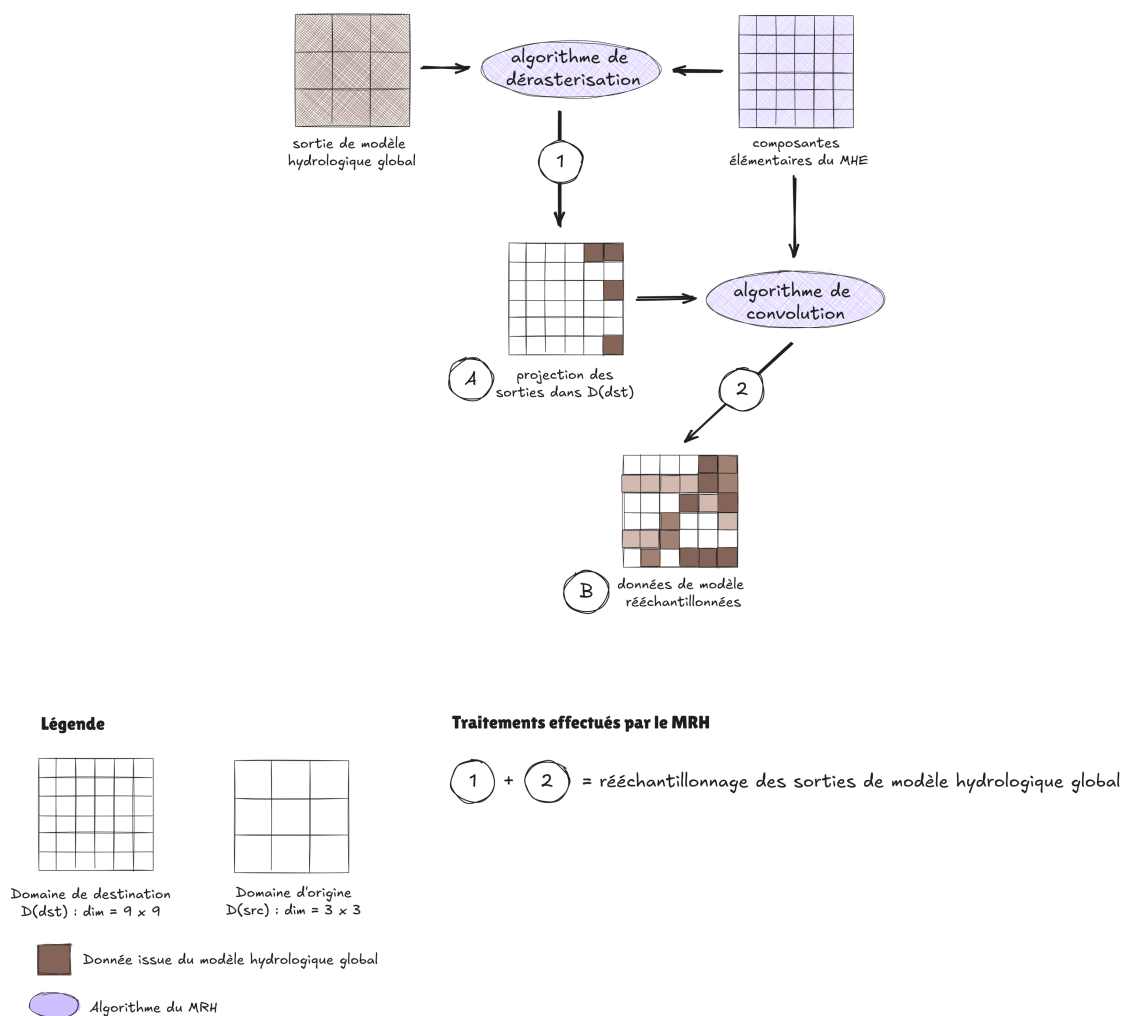 algorithme de
dérasterisation
sortie de modèle
hydrologique global
composantes
élémentaires du MHE
1
algorithme de
convolution
A
projection des
sorties dans D(dst)
2
B
données de modèle
rééchantillonnées
Légende
Traitements effectués par le MRH
1 + 2 = rééchantillonnage des sorties de modèle hydrologique global
Domaine de destination
D(dst) : dim = 9 x 9
Domaine d'origine
D(src) : dim = 3 x 3
Donnée issue du modèle hydrologique global
Algorithme du MRH